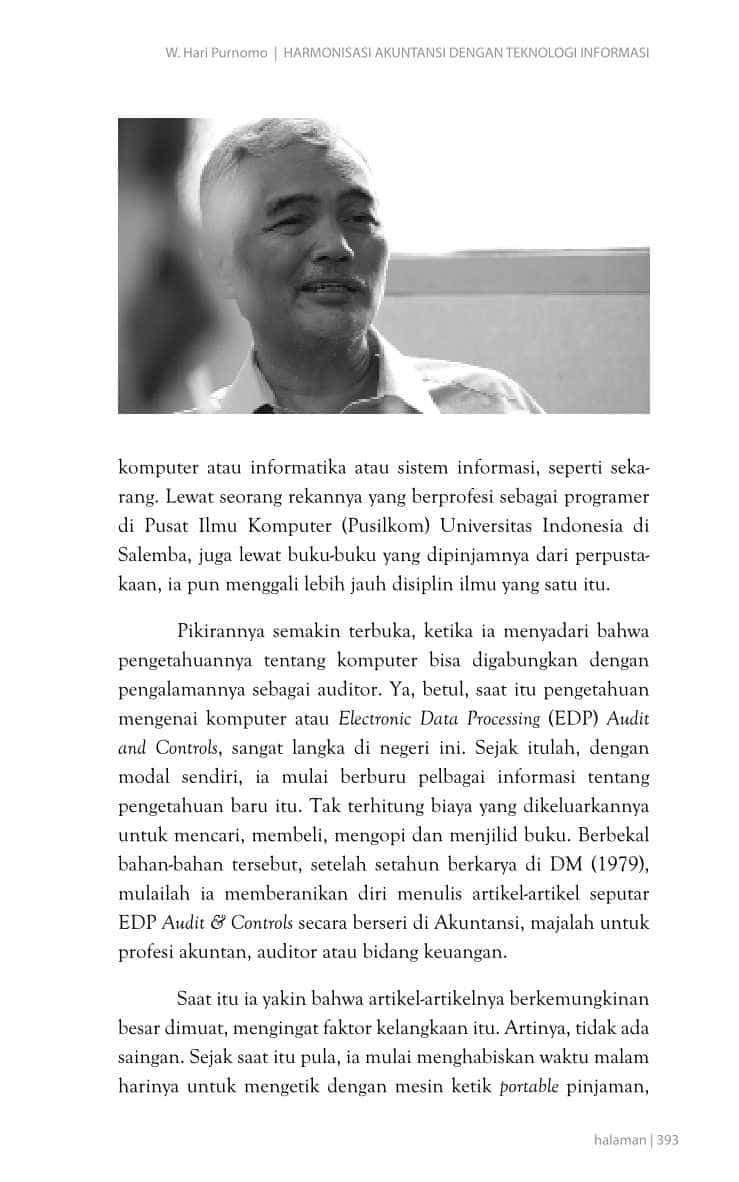 W. Hari Purnomo | HARMONISASI AKUNTANSI DENGAN TEKNOLOGI INFORMASI
komputer atau informatika atau sistem informasi, seperti seka-
rang. Lewat seorang rekannya yang berprofesi sebagai programer
di Pusat Ilmu Komputer (Pusilkom) Universitas Indonesia di
Salemba, juga lewat buku-buku yang dipinjamnya dari perpusta-
kaan, ia pun menggali lebih jauh disiplin ilmu yang satu itu.
Pikirannya semakin terbuka, ketika ia menyadari bahwa
pengetahuannya tentang komputer bisa digabungkan dengan
pengalamannya sebagai auditor. Ya, betul, saat itu pengetahuan
mengenai komputer atau Electronic Data Processing (EDP) Audit
and Controls, sangat langka di negeri ini. Sejak itulah, dengan
modal sendiri, ia mulai berburu pelbagai informasi tentang
pengetahuan baru itu. Tak terhitung biaya yang dikeluarkannya
untuk mencari, membeli, mengopi dan menjilid buku. Berbekal
bahan-bahan tersebut, setelah setahun berkarya di DM (1979),
mulailah ia memberanikan diri menulis artikel-artikel seputar
EDP Audit & Controls secara berseri di Akuntansi, majalah untuk
profesi akuntan, auditor atau bidang keuangan.
Saat itu ia yakin bahwa artikel-artikelnya berkemungkinan
besar dimuat, mengingat faktor kelangkaan itu. Artinya, tidak ada
saingan. Sejak saat itu pula, ia mulai menghabiskan waktu malam
harinya untuk mengetik dengan mesin ketik portable pinjaman,
halaman | 393